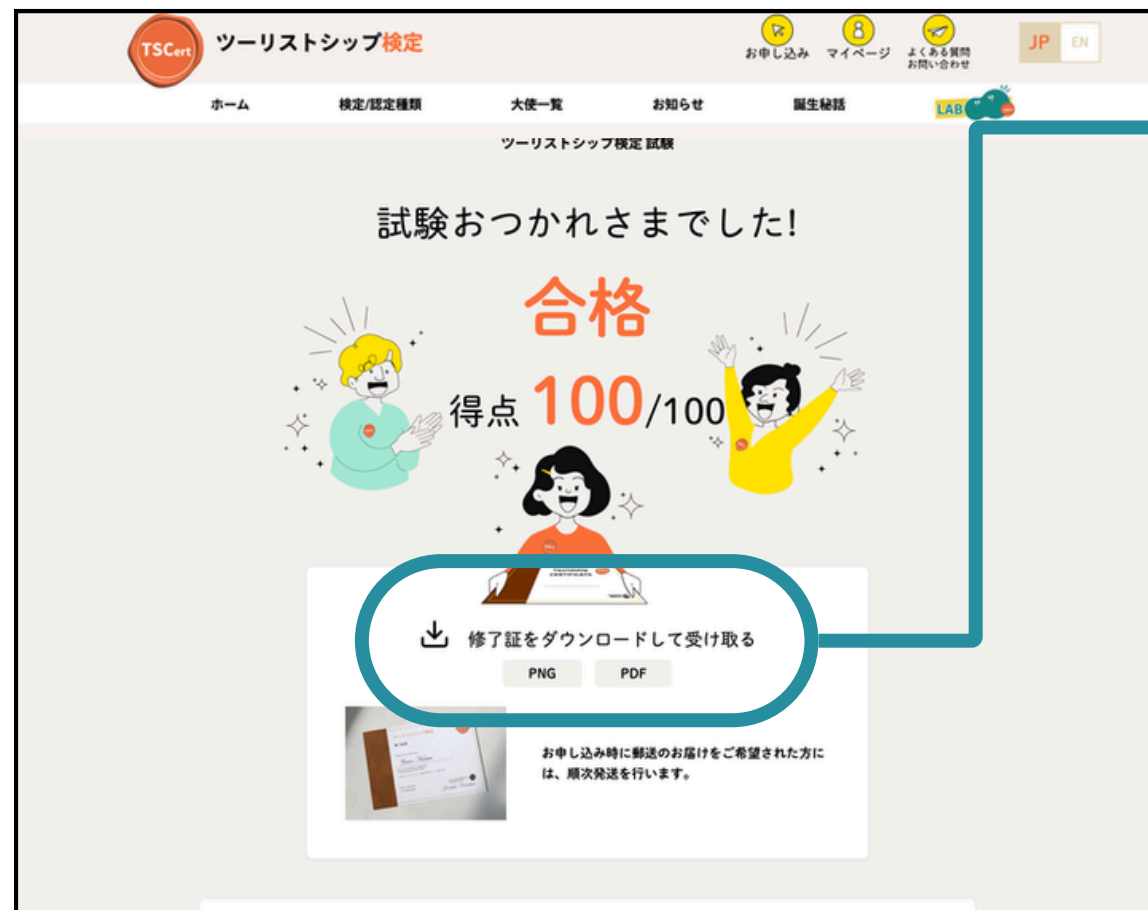 TSCert
ツーリストシップ検定
お申し込み
マイページ
よくある質問
お問い合わせ
JP EN
ホーム
検定/認定種類
大使一覧
お知らせ
誕生秘話
LAB
ツーリストシップ検定 試験
試験おつかれさまでした!
合格
得点 100/100
CERTIFICATE
修了証をダウンロードして受け取る
PNG
PDF
お申し込み時に郵送のお届けをご希望された方に
は、順次発送を行います。